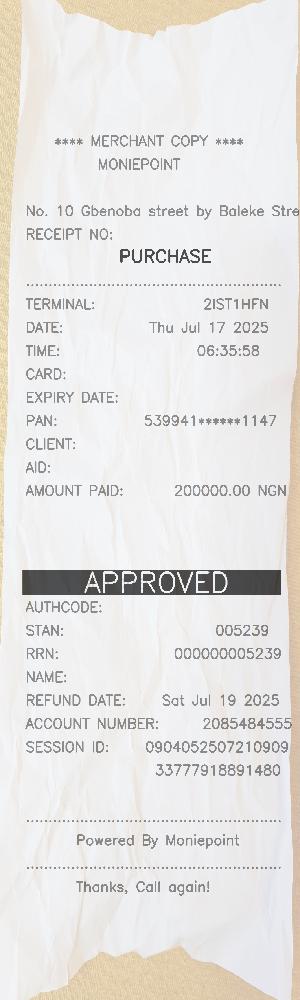 **** MERCHANT COPY ****
MONIEPOINT
No. 10 Gbenoba street by Baleke Stre
RECEIPT NO:
PURCHASE
TERMINAL: 2IST1HFN
DATE: Thu Jul 17 2025
TIME: 06:35:58
CARD:
EXPIRY DATE:
PAN: 539941******1147
CLIENT:
AID:
AMOUNT PAID: 200000.00 NGN
APPROVED
AUTHCODE:
STAN: 005239
RRN: 000000005239
NAME:
REFUND DATE: Sat Jul 19 2025
ACCOUNT NUMBER: 2085484555
SESSION ID: 0904052507210909
33777918891480
Powered By Moniepoint
Thanks, Call again!